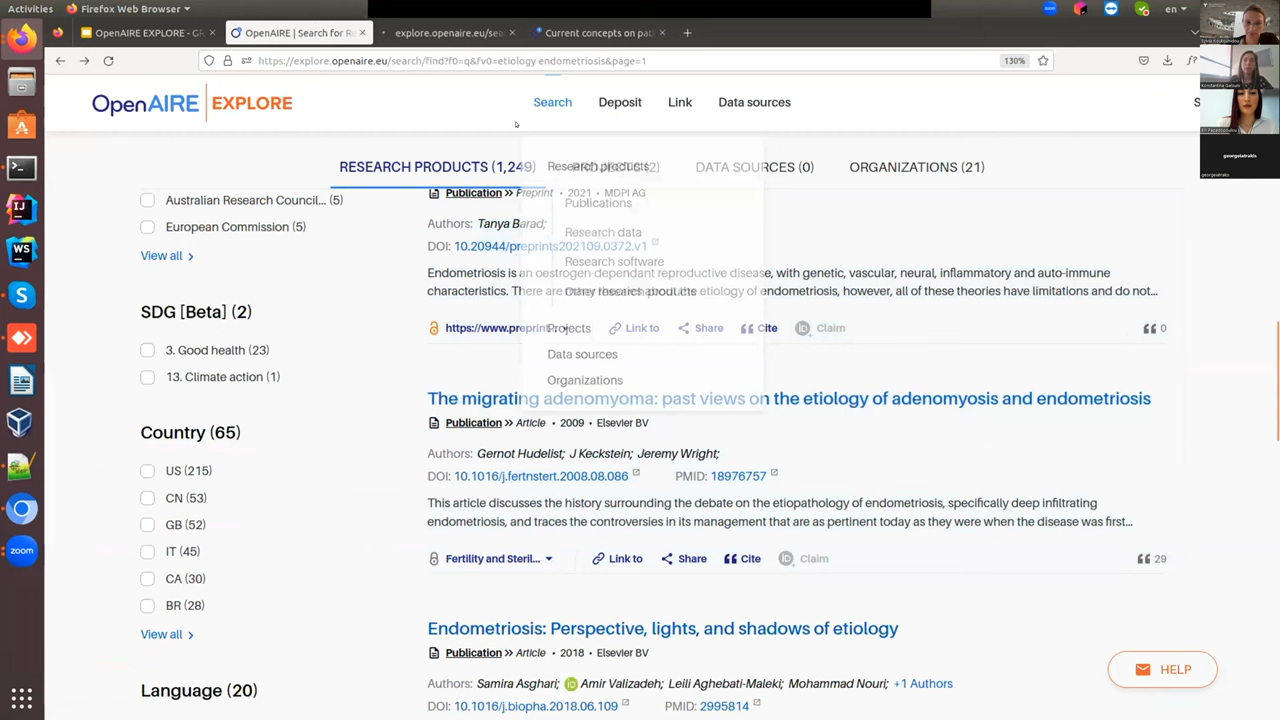 Activities
Firefox Web Browser
en
OpenAIRE EXPLORE - GR
OpenAIRE | Search for Re
explore.openaire.eu/sea
Current concepts on pat
https://explore.openaire.eu/search/find?f0=q&fv0=etiology endometriosis&page=1
130%
OpenAIRE EXPLORE
Search
Deposit
Link
Data sources
S
RESEARCH PRODUCTS (1,249)
PROJECTS (2)
DATA SOURCES (0)
ORGANIZATIONS (21)
Research products
Publications
Research data
Research software
Other research products
Projects
Data sources
Organizations
Australian Research Council... (5)
European Commission (5)
View all
SDG [Beta] (2)
3. Good health (23)
13. Climate action (1)
Country (65)
US (215)
CN (53)
GB (52)
IT (45)
CA (30)
BR (28)
View all
Language (20)
Publication » Preprint • 2021 • MDPI AG
Authors: Tanya Barad;
DOI: 10.20944/preprints202109.0372.v1
Endometriosis is an oestrogen-dependant reproductive disease, with genetic, vascular, neural, inflammatory and auto-immune
characteristics. There are many theories about the etiology of endometriosis, however, all of these theories have limitations and do not...
https://www.preprint
Link to
Share
Cite
Claim
0
The migrating adenomyoma: past views on the etiology of adenomyosis and endometriosis
Publication » Article • 2009 • Elsevier BV
Authors: Gernot Hudelist; J Keckstein; Jeremy Wright;
DOI: 10.1016/j.fertnstert.2008.08.086 PMID: 18976757
This article discusses the history surrounding the debate on the etiopathology of endometriosis, specifically deep infiltrating
endometriosis, and traces the controversies in its management that are as pertinent today as they were when the disease was first...
Fertility and Steril...
Link to
Share
Cite
Claim
29
Endometriosis: Perspective, lights, and shadows of etiology
Publication » Article • 2018 • Elsevier BV
Authors: Samira Asghari; Amir Valizadeh; Leili Aghebati-Maleki; Mohammad Nouri; +1 Authors
DOI: 10.1016/j.biopha.2018.06.109 PMID: 2995814
HELP
IJ
WS
zoom
georgelatrakis
georgelatrakis